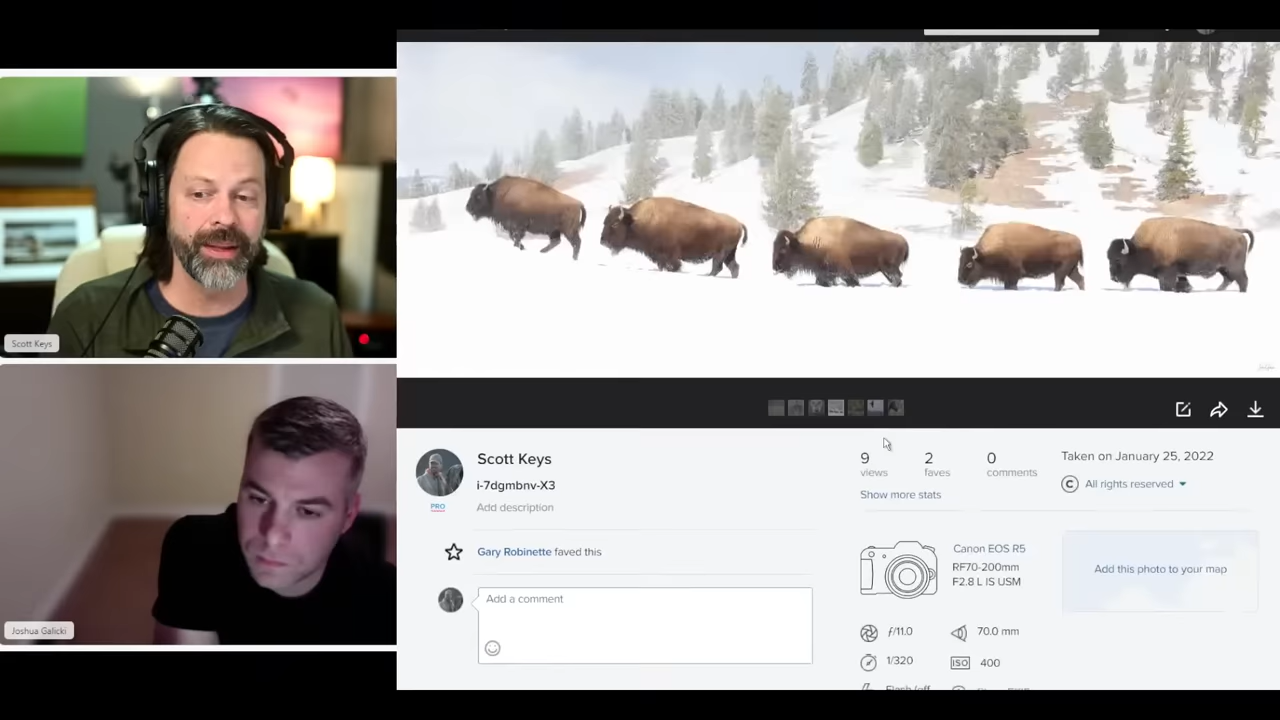 Scott Keys
Joshua Galicki
Scott Keys
i-7dgmbnv-X3
PRO
Add description
Gary Robinette faved this
Add a comment
9
views
2
faves
0
comments
Show more stats
Taken on January 25, 2022
All rights reserved
Canon EOS R5
RF70-200mm
F2.8 L IS USM
Add this photo to your map
ƒ/11.0
70.0 mm
1/320
ISO
400